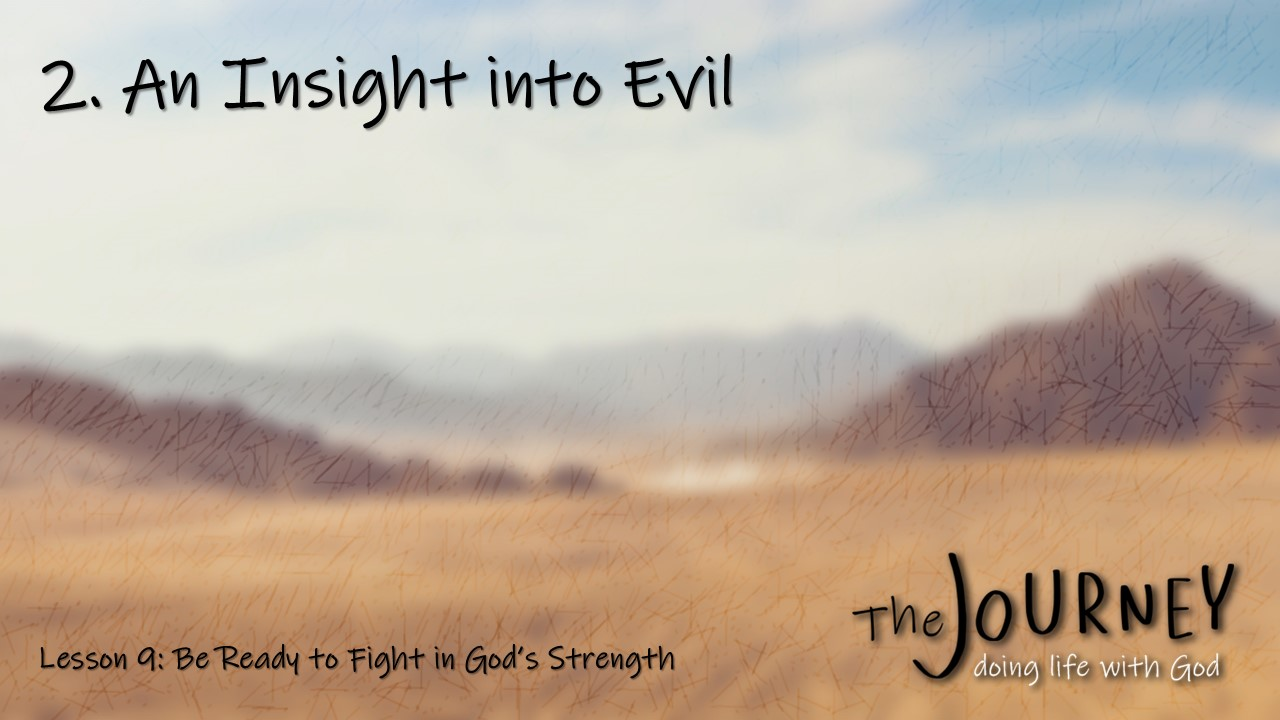 2. An Insight into Evil
Lesson 9: Be Ready to Fight in God's Strength
The JOURNEY
doing life with God